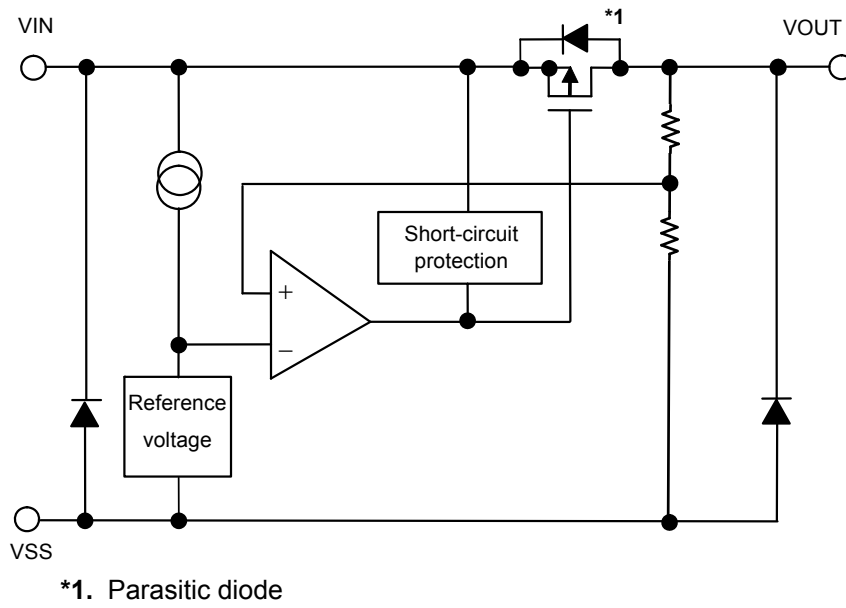 *1
VIN
VOUT
Short-circuit
protection
+
−
Reference
voltage
VSS
*1. Parasitic diode